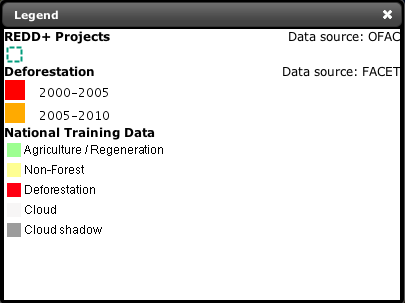 Legend
REDD+ Projects Data source: OFAC
Deforestation Data source: FACET
2000-2005
2005-2010
National Training Data
Agriculture / Regeneration
Non-Forest
Deforestation
Cloud
Cloud shadow